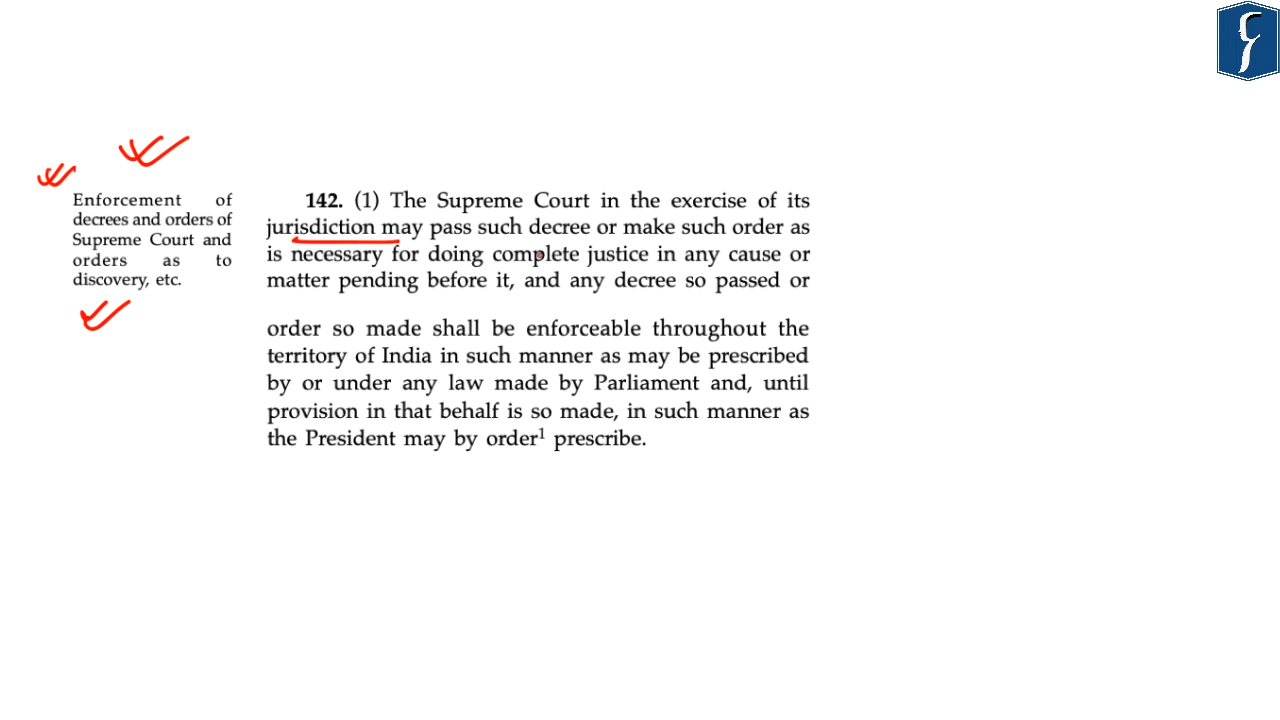 Enforcement of
decrees and orders of
Supreme Court and
orders as to
discovery, etc.
142. (1) The Supreme Court in the exercise of its
jurisdiction may pass such decree or make such order as
is necessary for doing complete justice in any cause or
matter pending before it, and any decree so passed or
order so made shall be enforceable throughout the
territory of India in such manner as may be prescribed
by or under any law made by Parliament and, until
provision in that behalf is so made, in such manner as
the President may by order¹ prescribe.